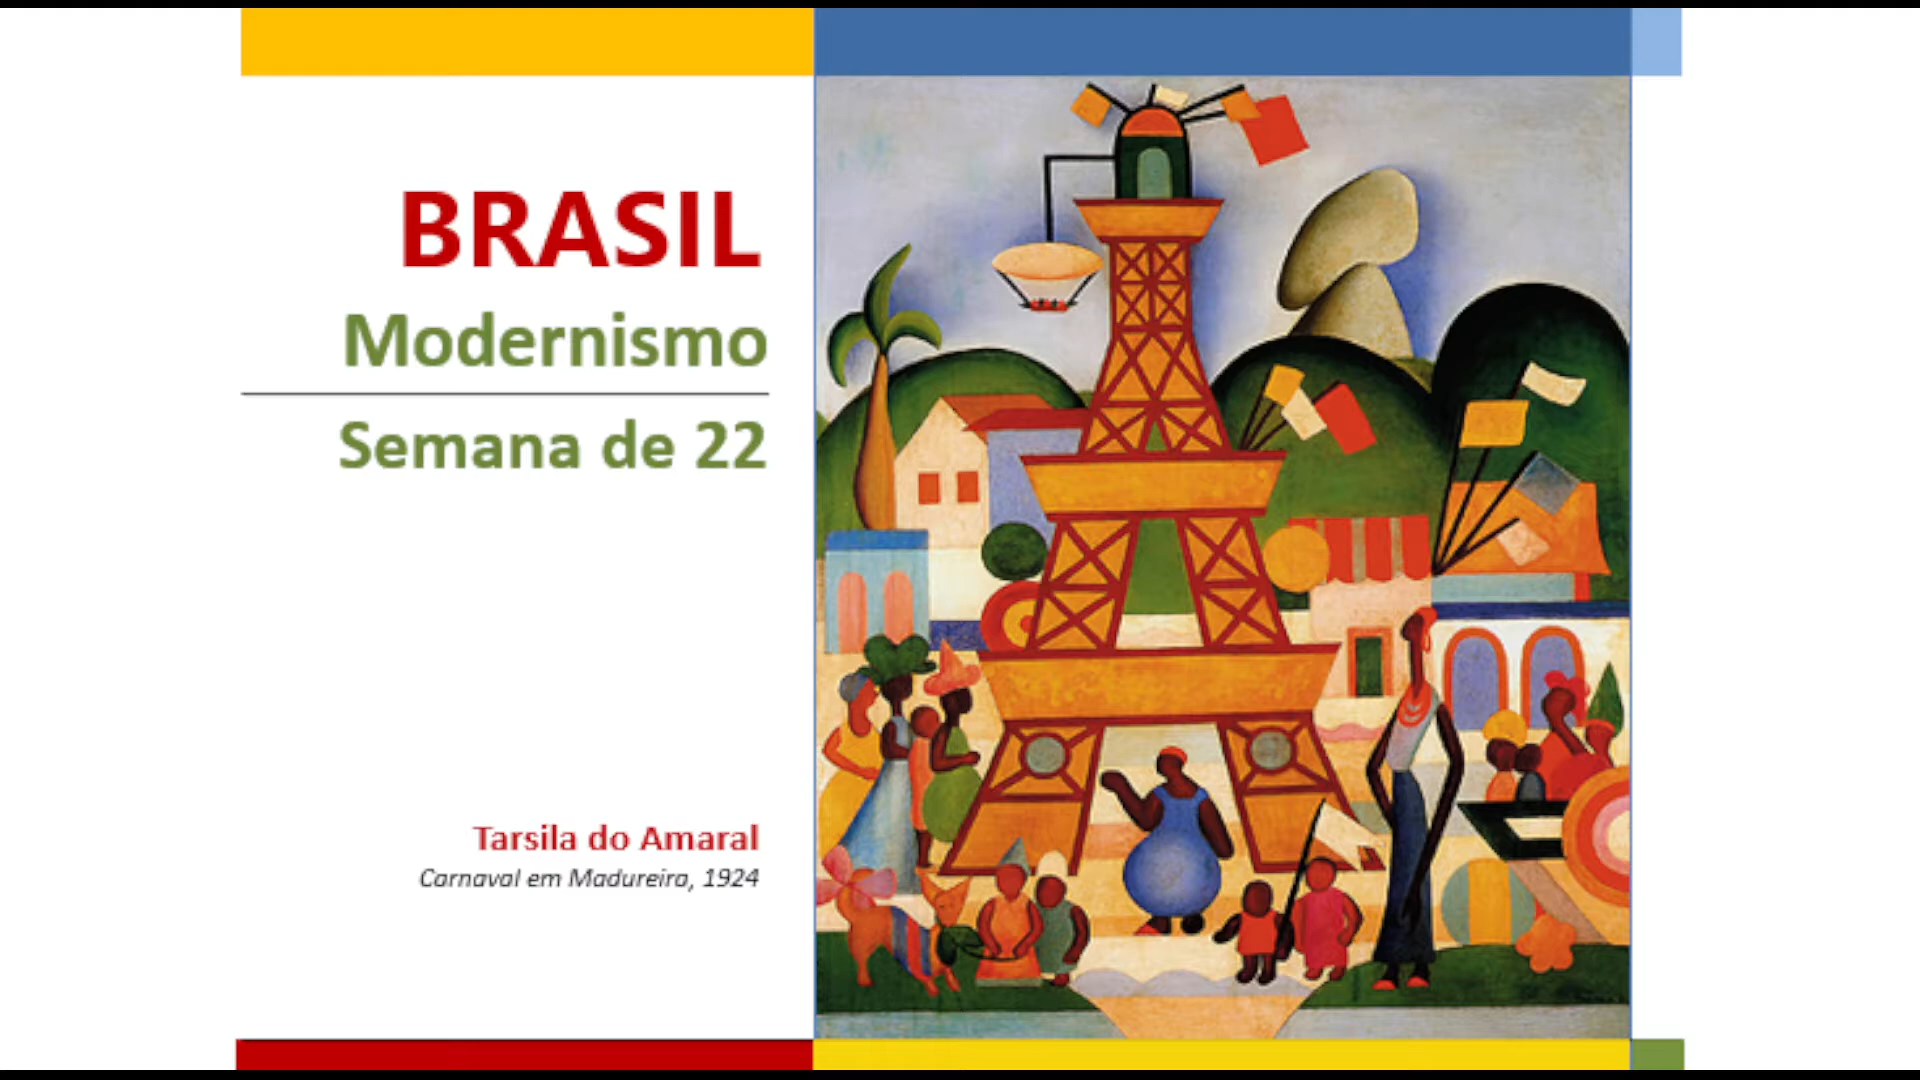 BRASIL
Modernismo
Semana de 22
Tarsila do Amaral
Carnaval em Madureira, 1924